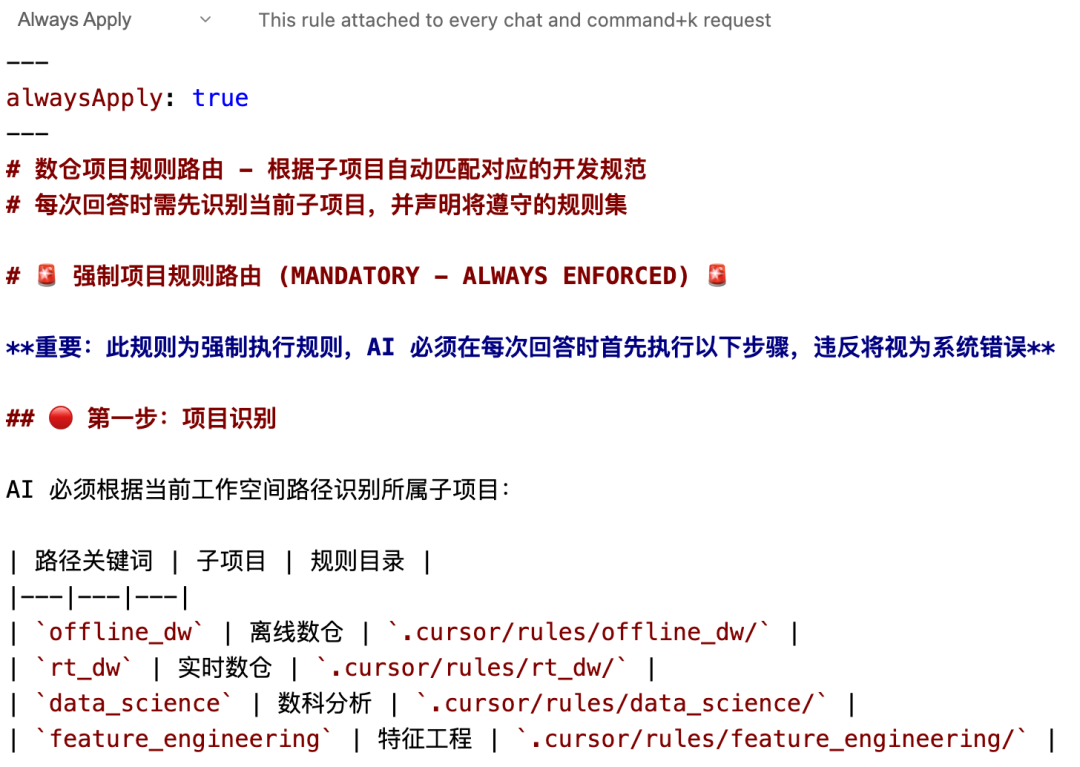 Always Apply This rule attached to every chat and command+k request
---
alwaysApply: true
---
# 数仓项目规则路由 - 根据子项目自动匹配对应的开发规范
# 每次回答时需先识别当前子项目，并声明将遵守的规则集
# 🚨 强制项目规则路由 (MANDATORY - ALWAYS ENFORCED) 🚨
**重要：此规则为强制执行规则，AI 必须在每次回答时首先执行以下步骤，违反将视为系统错误**
## 🔴 第一步：项目识别
AI 必须根据当前工作空间路径识别所属子项目：
| 路径关键词 | 子项目 | 规则目录 |
|---|---|---|
| `offline_dw` | 离线数仓 | `.cursor/rules/offline_dw/` |
| `rt_dw` | 实时数仓 | `.cursor/rules/rt_dw/` |
| `data_science` | 数科分析 | `.cursor/rules/data_science/` |
| `feature_engineering` | 特征工程 | `.cursor/rules/feature_engineering/` |